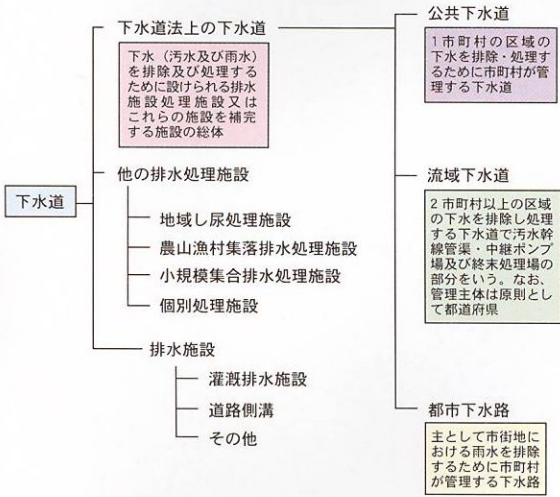 下水道
下水道法上の下水道
下水（汚水及び雨水）
を排除及び処理する
ために設けられる排水
施設処理施設又は
これらの施設を補完
する施設の総体
他の排水処理施設
地域し尿処理施設
農山漁村集落排水処理施設
小規模集合排水処理施設
個別処理施設
排水施設
灌漑排水施設
道路側溝
その他
公共下水道
1市町村の区域の
下水を排除・処理す
るために市町村が管
理する下水道
流域下水道
2市町村以上の区域
の下水を排除し処理
する下水道で汚水幹
線管渠・中継ポンプ
場及び終末処理場の
部分をいう。なお、
管理主体は原則とし
て都道府県
都市下水路
主として市街地に
おける雨水を排除
するために市町村
が管理する下水路